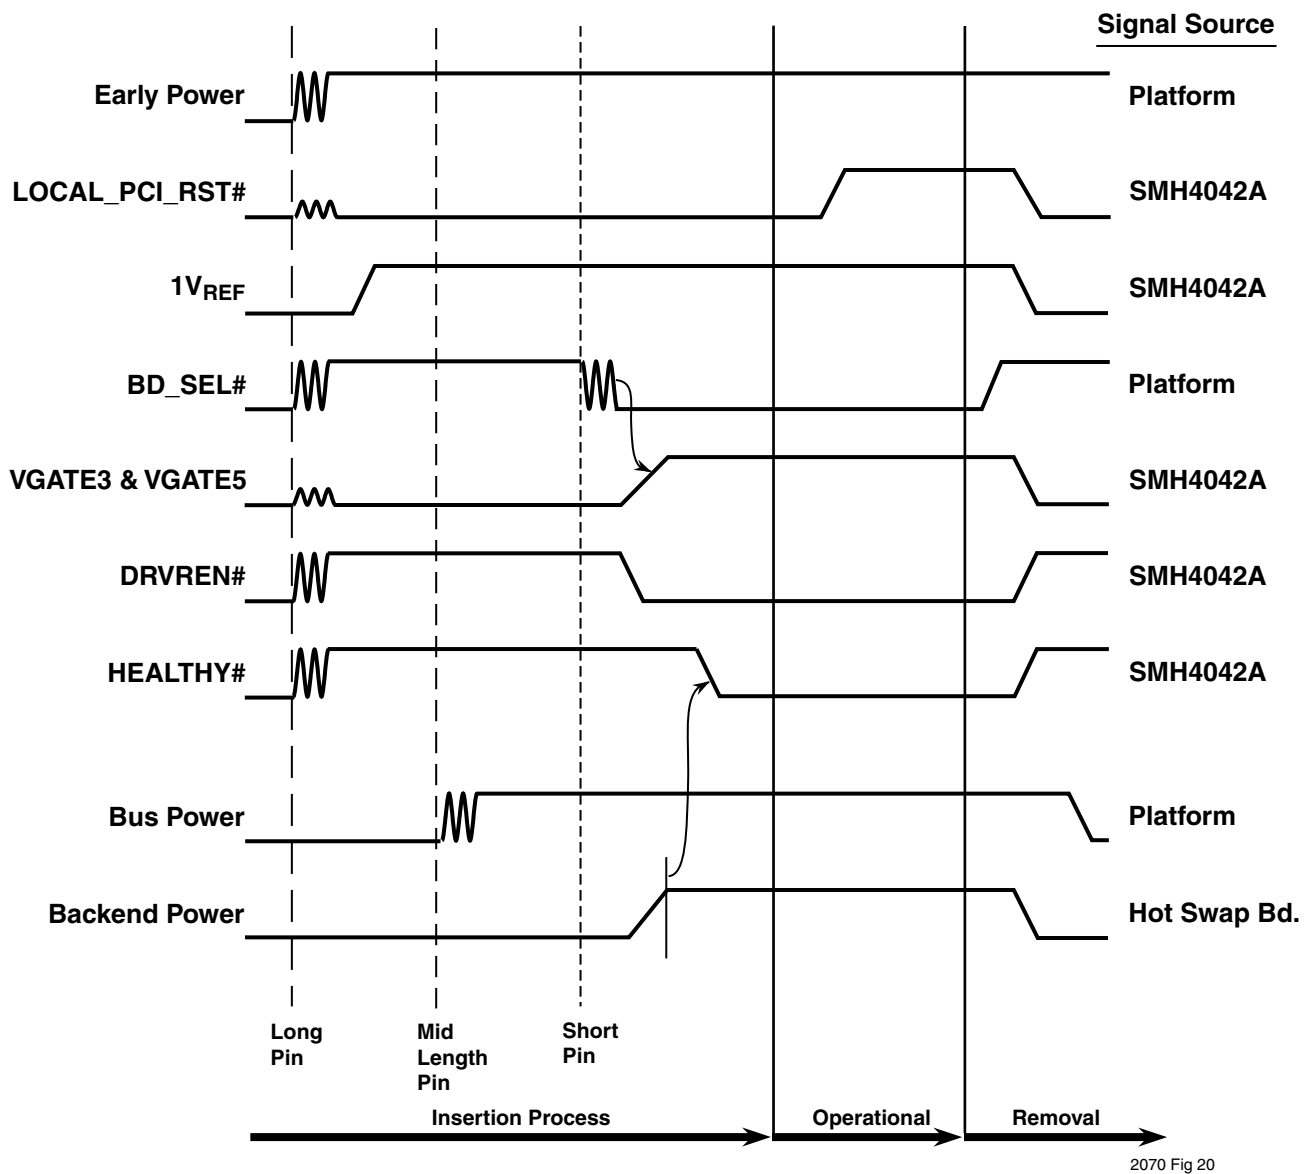 Signal Source
Early Power
Platform
LOCAL_PCI_RST#
SMH4042A
1VREF
SMH4042A
BD_SEL#
Platform
VGATE3 & VGATE5
SMH4042A
DRVREN#
SMH4042A
HEALTHY#
SMH4042A
Bus Power
Platform
Backend Power
Hot Swap Bd.
Long
Pin
Mid
Length
Pin
Short
Pin
Insertion Process
Operational
Removal
2070 Fig 20